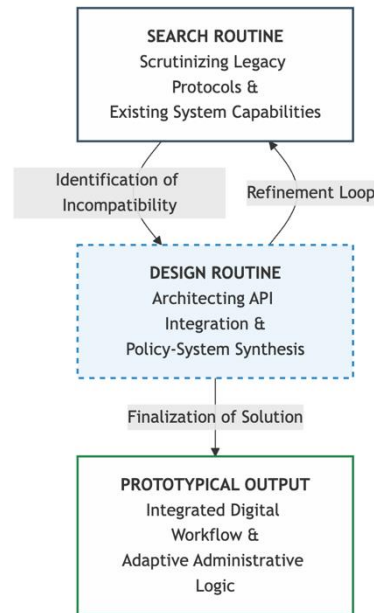 SEARCH ROUTINE
Scrutinizing Legacy
Protocols &
Existing System Capabilities
Identification of
Incompatibility
Refinement Loop
DESIGN ROUTINE
Architecting API
Integration &
Policy-System Synthesis
Finalization of Solution
PROTOTYPICAL OUTPUT
Integrated Digital
Workflow &
Adaptive Administrative
Logic